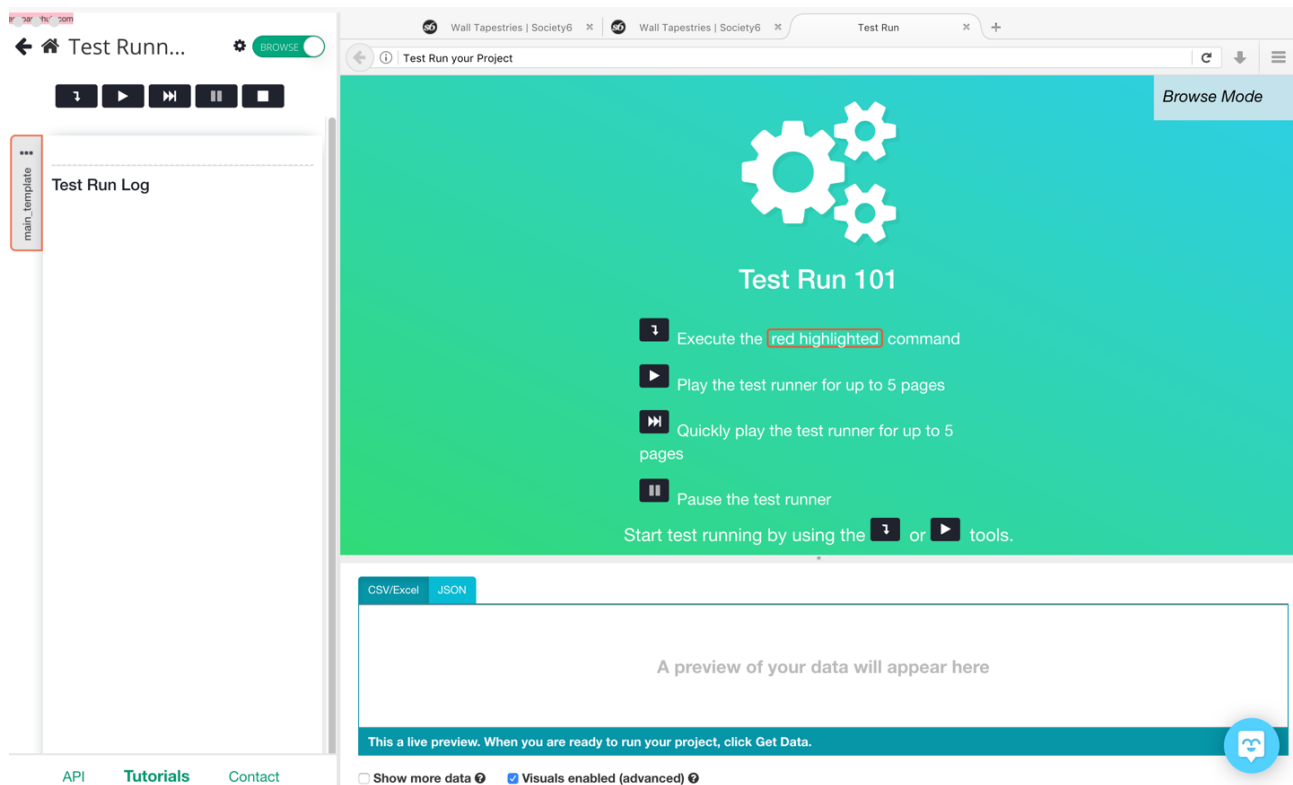 Test Runn...
BROWSE
main_template
Test Run Log
API Tutorials Contact
Wall Tapestries | Society6
Wall Tapestries | Society6
Test Run
Test Run your Project
Browse Mode
Test Run 101
Execute the red highlighted command
Play the test runner for up to 5 pages
Quickly play the test runner for up to 5
pages
Pause the test runner
Start test running by using the or tools.
CSV/Excel JSON
A preview of your data will appear here
This a live preview. When you are ready to run your project, click Get Data.
Show more data Visuals enabled (advanced)